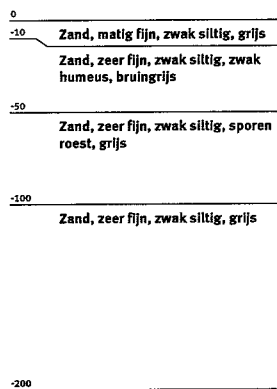 0
-10
Zand, matig fijn, zwak siltig, grijs
Zand, zeer fijn, zwak siltig, zwak
humeus, bruingrijs
-50
Zand, zeer fijn, zwak siltig, sporen
roest, grijs
-100
Zand, zeer fijn, zwak siltig, grijs
-200